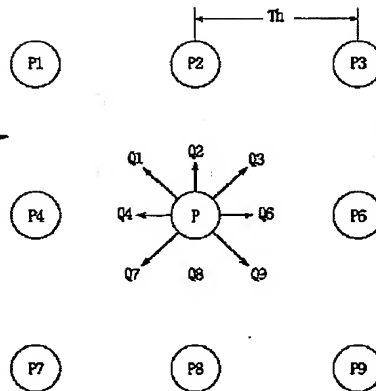 Th
P1 P2 P3
Q1 Q2 Q3
P4 Q4 P Q6 P6
Q7 Q8 Q9
P7 P8 P9